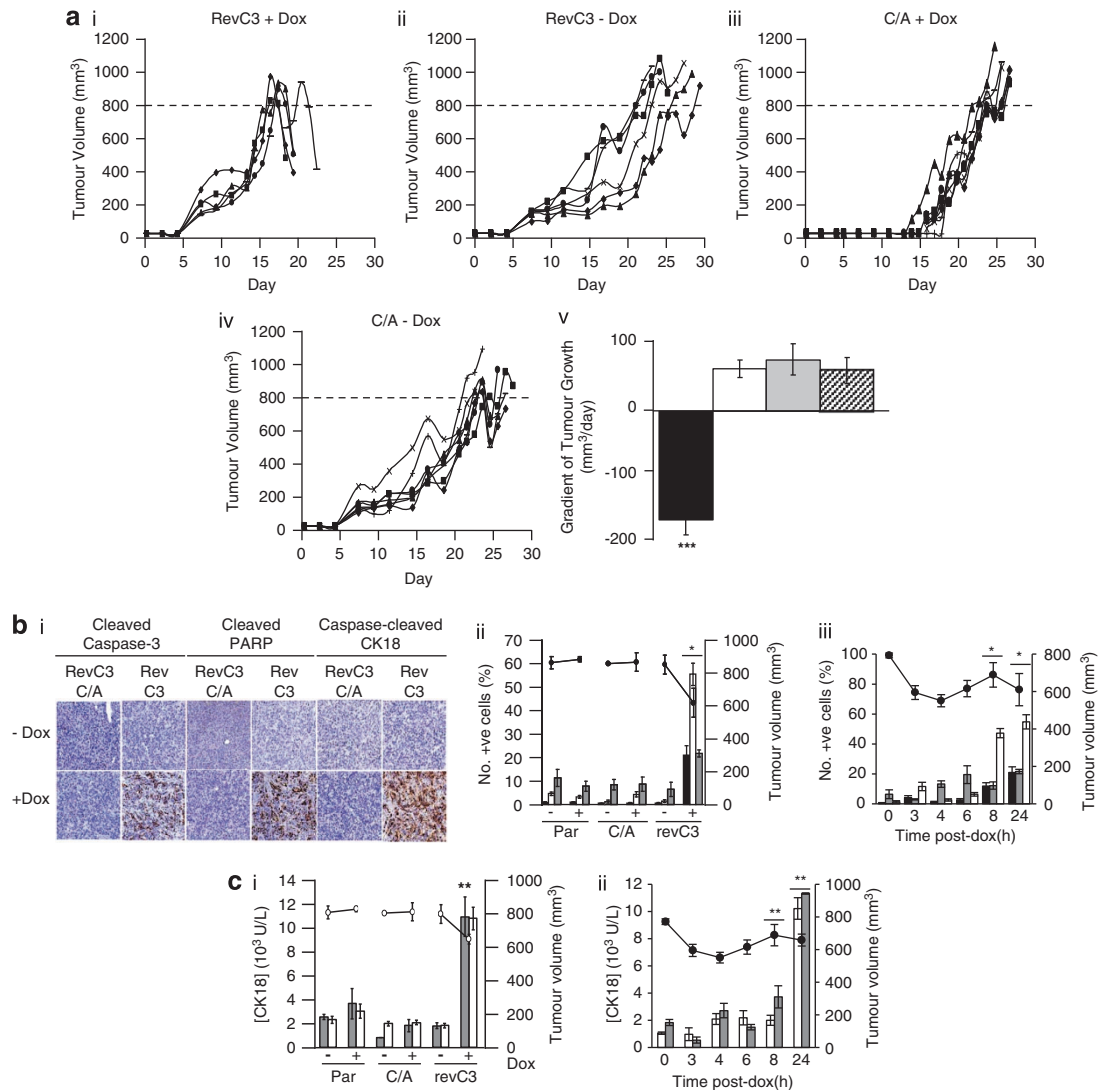 a
i
RevC3 + Dox
Tumour Volume (mm3)
1200
1000
800
600
400
200
0
0 5 10 15 20 25 30
Day
ii
RevC3 - Dox
Tumour Volume (mm3)
1200
1000
800
600
400
200
0
0 5 10 15 20 25 30
Day
iii
C/A + Dox
Tumour Volume (mm3)
1200
1000
800
600
400
200
0
0 5 10 15 20 25 30
Day
iv
C/A - Dox
Tumour Volume (mm3)
1200
1000
800
600
400
200
0
0 5 10 15 20 25 30
Day
v
Gradient of Tumour Growth
(mm3/day)
100
0
-100
-200
***
b
i
Cleaved
Caspase-3
Cleaved
PARP
Caspase-cleaved
CK18
RevC3 Rev RevC3 Rev RevC3 Rev
C/A C3 C/A C3 C/A C3
- Dox
+Dox
ii
No. +ve cells (%)
70
60
50
40
30
20
10
0
*
1000
800
600
400
200
0
Tumour volume (mm3)
- + - + - +
Par C/A revC3
iii
No. +ve cells (%)
100
80
60
40
20
0
* *
800
600
400
200
0
Tumour volume (mm3)
0 3 4 6 8 24
Time post-dox(h)
c
i
[CK18] (103 U/L)
14
12
10
8
6
4
2
0
**
1000
800
600
400
200
0
Tumour volume (mm3)
- + - + - + Dox
Par C/A revC3
ii
[CK18] (103 U/L)
12
10
8
6
4
2
0
** **
1000
800
600
400
200
0
Tumour volume (mm3)
0 3 4 6 8 24
Time post-dox(h)